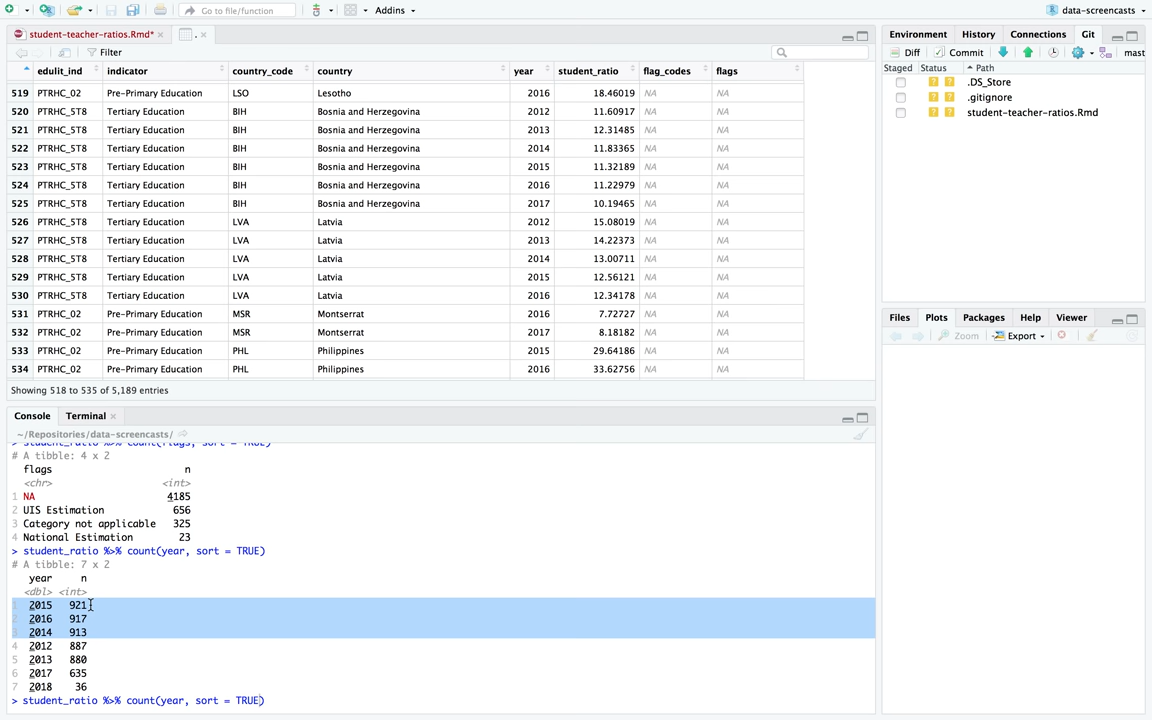 Go to file/function
Addins
data-screencasts
student-teacher-ratios.Rmd*
.
Filter
edulit_ind indicator country_code country year student_ratio flag_codes flags
519 PTRHC_02 Pre-Primary Education LSO Lesotho 2016 18.46019 NA NA
520 PTRHC_5T8 Tertiary Education BIH Bosnia and Herzegovina 2012 11.60917 NA NA
521 PTRHC_5T8 Tertiary Education BIH Bosnia and Herzegovina 2013 12.31485 NA NA
522 PTRHC_5T8 Tertiary Education BIH Bosnia and Herzegovina 2014 11.83365 NA NA
523 PTRHC_5T8 Tertiary Education BIH Bosnia and Herzegovina 2015 11.32189 NA NA
524 PTRHC_5T8 Tertiary Education BIH Bosnia and Herzegovina 2016 11.22979 NA NA
525 PTRHC_5T8 Tertiary Education BIH Bosnia and Herzegovina 2017 10.19465 NA NA
526 PTRHC_5T8 Tertiary Education LVA Latvia 2012 15.08019 NA NA
527 PTRHC_5T8 Tertiary Education LVA Latvia 2013 14.22373 NA NA
528 PTRHC_5T8 Tertiary Education LVA Latvia 2014 13.00711 NA NA
529 PTRHC_5T8 Tertiary Education LVA Latvia 2015 12.56121 NA NA
530 PTRHC_5T8 Tertiary Education LVA Latvia 2016 12.34178 NA NA
531 PTRHC_02 Pre-Primary Education MSR Montserrat 2016 7.72727 NA NA
532 PTRHC_02 Pre-Primary Education MSR Montserrat 2017 8.18182 NA NA
533 PTRHC_02 Pre-Primary Education PHL Philippines 2015 29.64186 NA NA
534 PTRHC_02 Pre-Primary Education PHL Philippines 2016 33.62756 NA NA
Showing 518 to 535 of 5,189 entries
Console Terminal
~/Repositories/data-screencasts/
> student_ratio %>% count(flags, sort = TRUE)
# A tibble: 4 x 2
flags n
<chr> <int>
1 NA 4185
2 UIS Estimation 656
3 Category not applicable 325
4 National Estimation 23
> student_ratio %>% count(year, sort = TRUE)
# A tibble: 7 x 2
year n
<dbl> <int>
1 2015 921
2 2016 917
3 2014 913
4 2012 887
5 2013 880
6 2017 635
7 2018 36
> student_ratio %>% count(year, sort = TRUE)
Environment History Connections Git
Diff Commit mast
Staged Status Path
? ? .DS_Store
? ? .gitignore
? ? student-teacher-ratios.Rmd
Files Plots Packages Help Viewer
Zoom Export